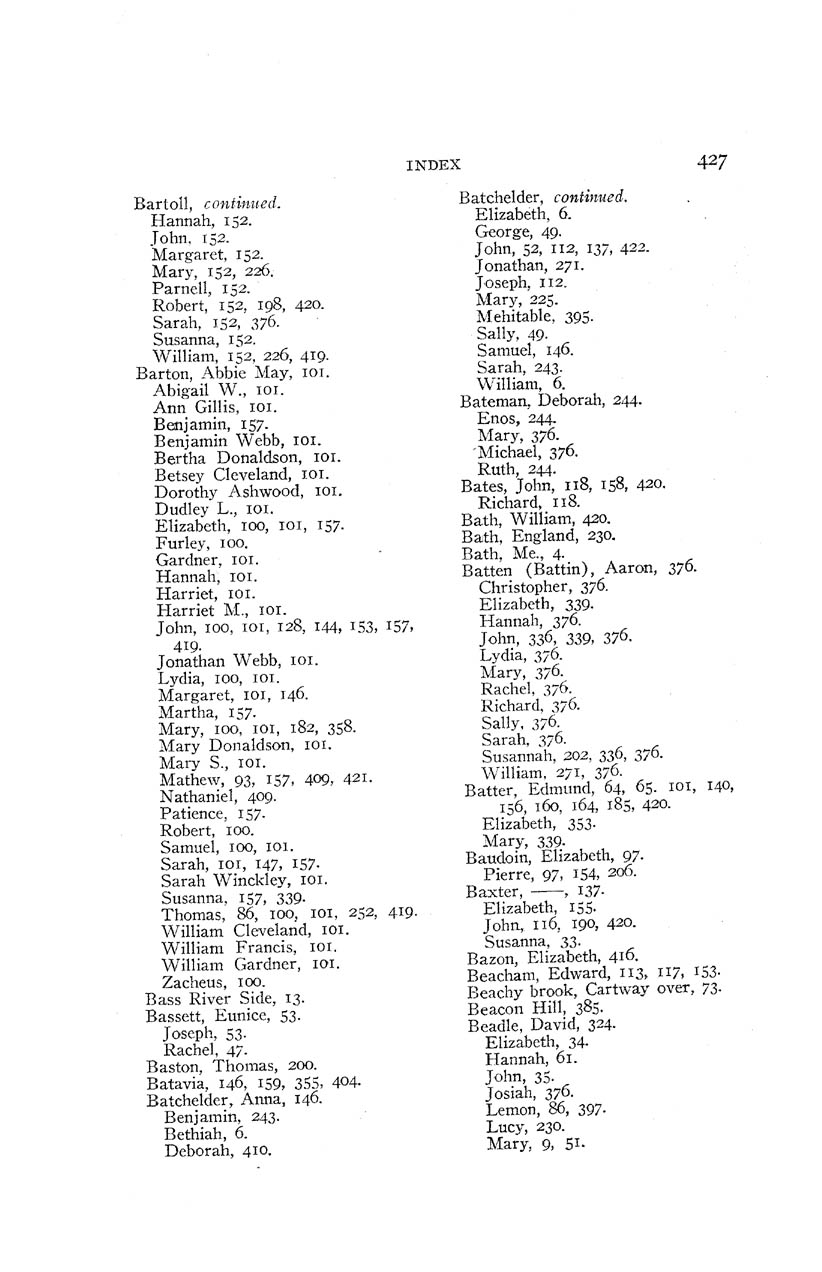 INDEX 427
Bartoll, continued.
Hannah, 152.
John, 152.
Margaret, 152.
Mary, 152, 226.
Parnell, 152.
Robert, 152, 198, 420.
Sarah, 152, 376.
Susanna, 152.
William, 152, 226, 419.
Barton, Abbie May, 101.
Abigail W., 101.
Ann Gillis, 101.
Benjamin, 157.
Benjamin Webb, 101.
Bertha Donaldson, 101.
Betsey Cleveland, 101.
Dorothy Ashwood, 101.
Dudley L., 101.
Elizabeth, 100, 101, 157.
Furley, 100.
Gardner, 101.
Hannah, 101.
Harriet, 101.
Harriet M., 101.
John, 100, 101, 128, 144, 153, 157,
419.
Jonathan Webb, 101.
Lydia, 100, 101.
Margaret, 101, 146.
Martha, 157.
Mary, 100, 101, 182, 358.
Mary Donaldson, 101.
Mary S., 101.
Mathew, 93, 157, 409, 421.
Nathaniel, 409.
Patience, 157.
Robert, 100.
Samuel, 100, 101.
Sarah, 101, 147, 157.
Sarah Winckley, 101.
Susanna, 157, 339.
Thomas, 86, 100, 101, 252, 419.
William Cleveland, 101.
William Francis, 101.
William Gardner, 101.
Zacheus, 100.
Bass River Side, 13.
Bassett, Eunice, 53.
Joseph, 53.
Rachel, 47.
Baston, Thomas, 200.
Batavia, 146, 159, 355, 404.
Batchelder, Anna, 146.
Benjamin, 243.
Bethiah, 6.
Deborah, 410.
Batchelder, continued.
Elizabeth, 6.
George, 49.
John, 52, 112, 137, 422.
Jonathan, 271.
Joseph, 112.
Mary, 225.
Mehitable, 395.
Sally, 49.
Samuel, 146.
Sarah, 243.
William, 6.
Bateman, Deborah, 244.
Enos, 244.
Mary, 376.
Michael, 376.
Ruth, 244.
Bates, John, 118, 158, 420.
Richard, 118.
Bath, William, 420.
Bath, England, 230.
Bath, Me., 4.
Batten (Battin), Aaron, 376.
Christopher, 376.
Elizabeth, 339.
Hannah, 376.
John, 336, 339, 376.
Lydia, 376.
Mary, 376.
Rachel, 376.
Richard, 376.
Sally, 376.
Sarah, 376.
Susannah, 202, 336, 376.
William, 271, 376.
Batter, Edmund, 64, 65. 101, 140,
156, 160, 164, 185, 420.
Elizabeth, 353.
Mary, 339.
Baudoin, Elizabeth, 97.
Pierre, 97, 154, 206.
Baxter, ——, 137.
Elizabeth, 155.
John, 116, 190, 420.
Susanna, 33.
Bazon, Elizabeth, 416.
Beacham, Edward, 113, 117, 153.
Beachy brook, Cartway over, 73.
Beacon Hill, 385.
Beadle, David, 324.
Elizabeth, 34.
Hannah, 61.
John, 35.
Josiah, 376.
Lemon, 86, 397.
Lucy, 230.
Mary, 9, 51.